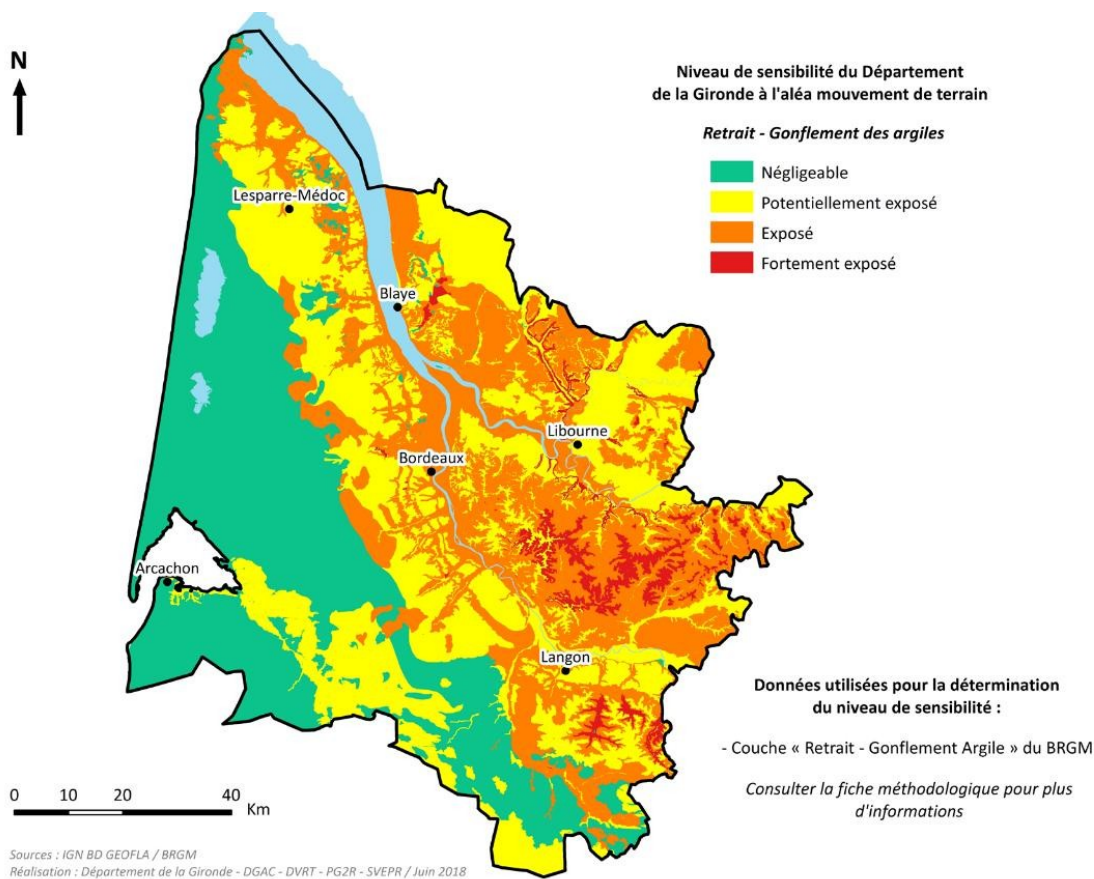 N
Niveau de sensibilité du Département
de la Gironde à l'aléa mouvement de terrain
Retrait - Gonflement des argiles
Négligeable
Potentiellement exposé
Exposé
Fortement exposé
Lesparre-Médoc
Blaye
Libourne
Bordeaux
Arcachon
Langon
Données utilisées pour la détermination
du niveau de sensibilité :
- Couche « Retrait - Gonflement Argile » du BRGM
Consulter la fiche méthodologique pour plus
d'informations
0 10 20 40
Km
Sources : IGN BD GEOFLA / BRGM
Réalisation : Département de la Gironde - DGAC - DVRT - PG2R - SVEPR / Juin 2018